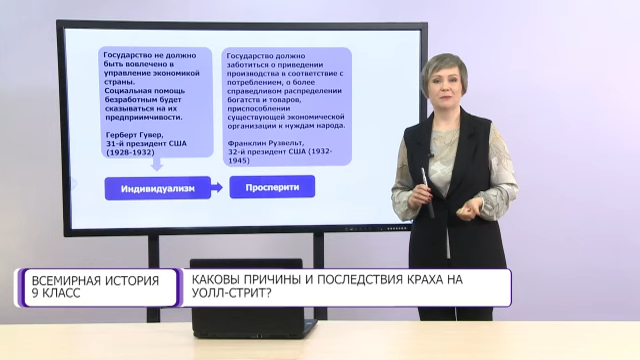 Государство не должно
быть вовлечено в
управление экономикой
страны.
Социальная помощь
безработным будет
сказываться на их
предприимчивости.
Герберт Гувер,
31-й президент США
(1928-1932)
Государство должно
заботиться о приведении
производства в соответствие с
потреблением, о более
справедливом распределении
богатств и товаров,
приспособлении
существующей экономической
организации к нуждам народа.
Франклин Рузвельт,
32-й президент США (1932-
1945)
Индивидуализм
Просперити
ВСЕМИРНАЯ ИСТОРИЯ
9 КЛАСС
КАКОВЫ ПРИЧИНЫ И ПОСЛЕДСТВИЯ КРАХА НА
УОЛЛ-СТРИТ?